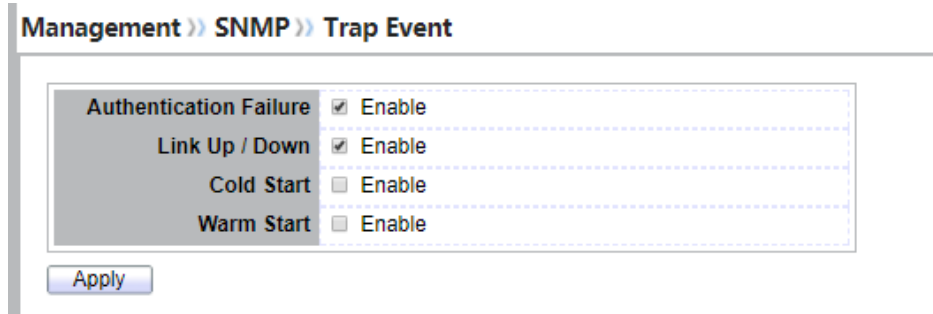 Management » SNMP » Trap Event
Authentication Failure Enable
Link Up / Down Enable
Cold Start Enable
Warm Start Enable
Apply